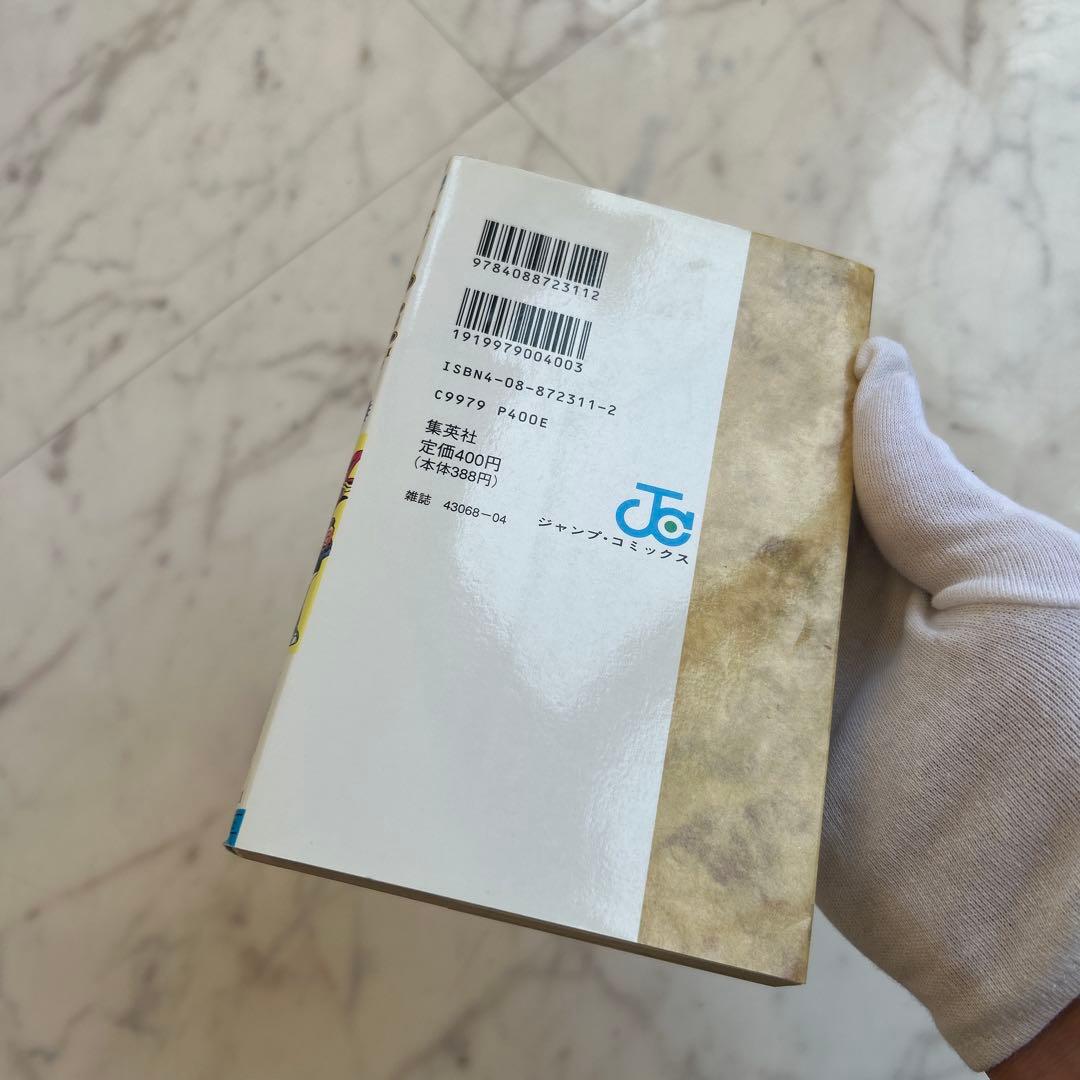 9784088723112
1919979004003
ISBN4-08-872311-2
C9979 P400E
集英社
定価400円
(本体388円)
雑誌 43068-04
JC
ジャンプ・コミックス